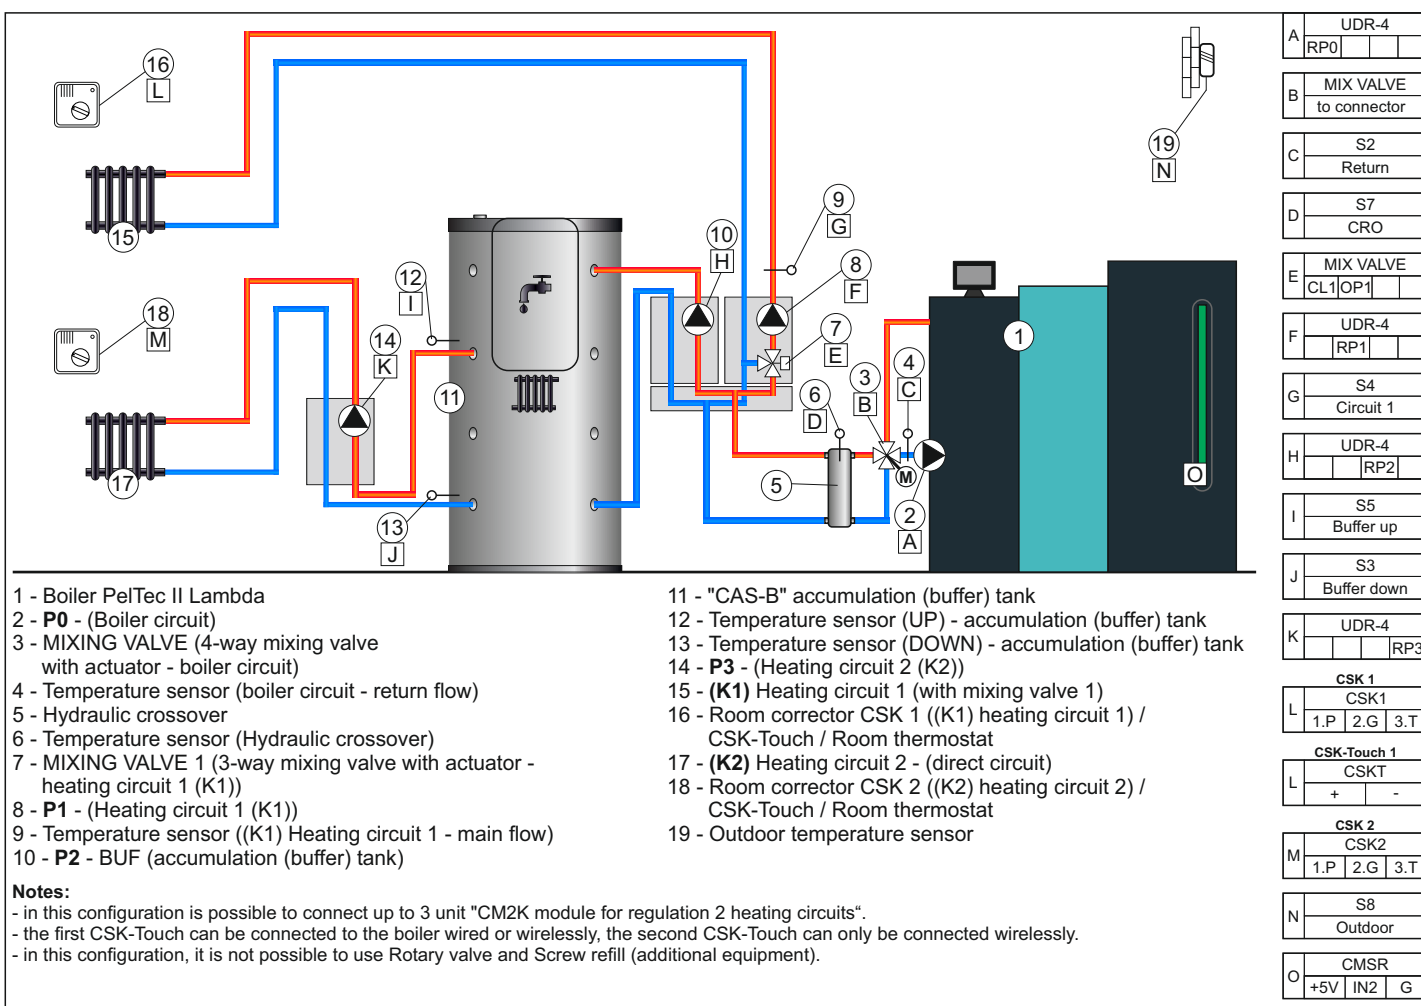 16
L
15
18
M
17
14
K
12
I
11
13
J
10
H
9
G
8
F
7
E
6
D
5
3
B
4
C
M
2
A
1
O
19
N
1 - Boiler PelTec II Lambda
2 - P0 - (Boiler circuit)
3 - MIXING VALVE (4-way mixing valve
with actuator - boiler circuit)
4 - Temperature sensor (boiler circuit - return flow)
5 - Hydraulic crossover
6 - Temperature sensor (Hydraulic crossover)
7 - MIXING VALVE 1 (3-way mixing valve with actuator -
heating circuit 1 (K1))
8 - P1 - (Heating circuit 1 (K1))
9 - Temperature sensor ((K1) Heating circuit 1 - main flow)
10 - P2 - BUF (accumulation (buffer) tank)
11 - "CAS-B" accumulation (buffer) tank
12 - Temperature sensor (UP) - accumulation (buffer) tank
13 - Temperature sensor (DOWN) - accumulation (buffer) tank
14 - P3 - (Heating circuit 2 (K2))
15 - (K1) Heating circuit 1 (with mixing valve 1)
16 - Room corrector CSK 1 ((K1) heating circuit 1) /
CSK-Touch / Room thermostat
17 - (K2) Heating circuit 2 - (direct circuit)
18 - Room corrector CSK 2 ((K2) heating circuit 2) /
CSK-Touch / Room thermostat
19 - Outdoor temperature sensor
Notes:
- in this configuration is possible to connect up to 3 unit "CM2K module for regulation 2 heating circuits“.
- the first CSK-Touch can be connected to the boiler wired or wirelessly, the second CSK-Touch can only be connected wirelessly.
- in this configuration, it is not possible to use Rotary valve and Screw refill (additional equipment).
A
UDR-4
RP0
B
MIX VALVE
to connector
C
S2
Return
D
S7
CRO
E
MIX VALVE
CL1 OP1
F
UDR-4
RP1
G
S4
Circuit 1
H
UDR-4
RP2
I
S5
Buffer up
J
S3
Buffer down
K
UDR-4
RP3
CSK 1
L
CSK1
1.P 2.G 3.T
CSK-Touch 1
L
CSKT
+ -
CSK 2
M
CSK2
1.P 2.G 3.T
N
S8
Outdoor
O
CMSR
+5V IN2 G